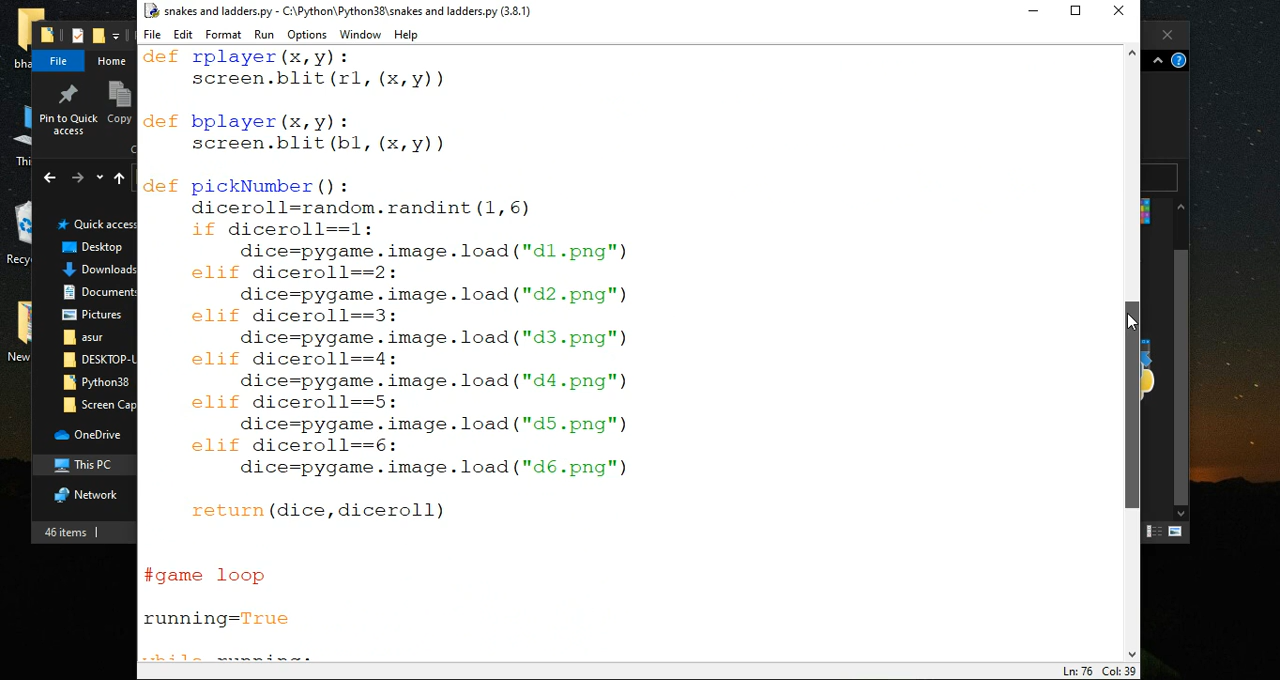 snakes and ladders.py - C:\Python\Python38\snakes and ladders.py (3.8.1)
File Edit Format Run Options Window Help
def rplayer(x,y):
    screen.blit(r1,(x,y))
def bplayer(x,y):
    screen.blit(b1,(x,y))
def pickNumber():
    diceroll=random.randint(1,6)
    if diceroll==1:
        dice=pygame.image.load("d1.png")
    elif diceroll==2:
        dice=pygame.image.load("d2.png")
    elif diceroll==3:
        dice=pygame.image.load("d3.png")
    elif diceroll==4:
        dice=pygame.image.load("d4.png")
    elif diceroll==5:
        dice=pygame.image.load("d5.png")
    elif diceroll==6:
        dice=pygame.image.load("d6.png")
    return(dice,diceroll)
#game loop
running=True
while running:
Ln: 76 Col: 39
File Home
Pin to Quick access
Copy
Quick access
Desktop
Downloads
Documents
Pictures
asur
DESKTOP-L
Python38
Screen Cap
OneDrive
This PC
Network
46 items
bha
Thi
Recy
New